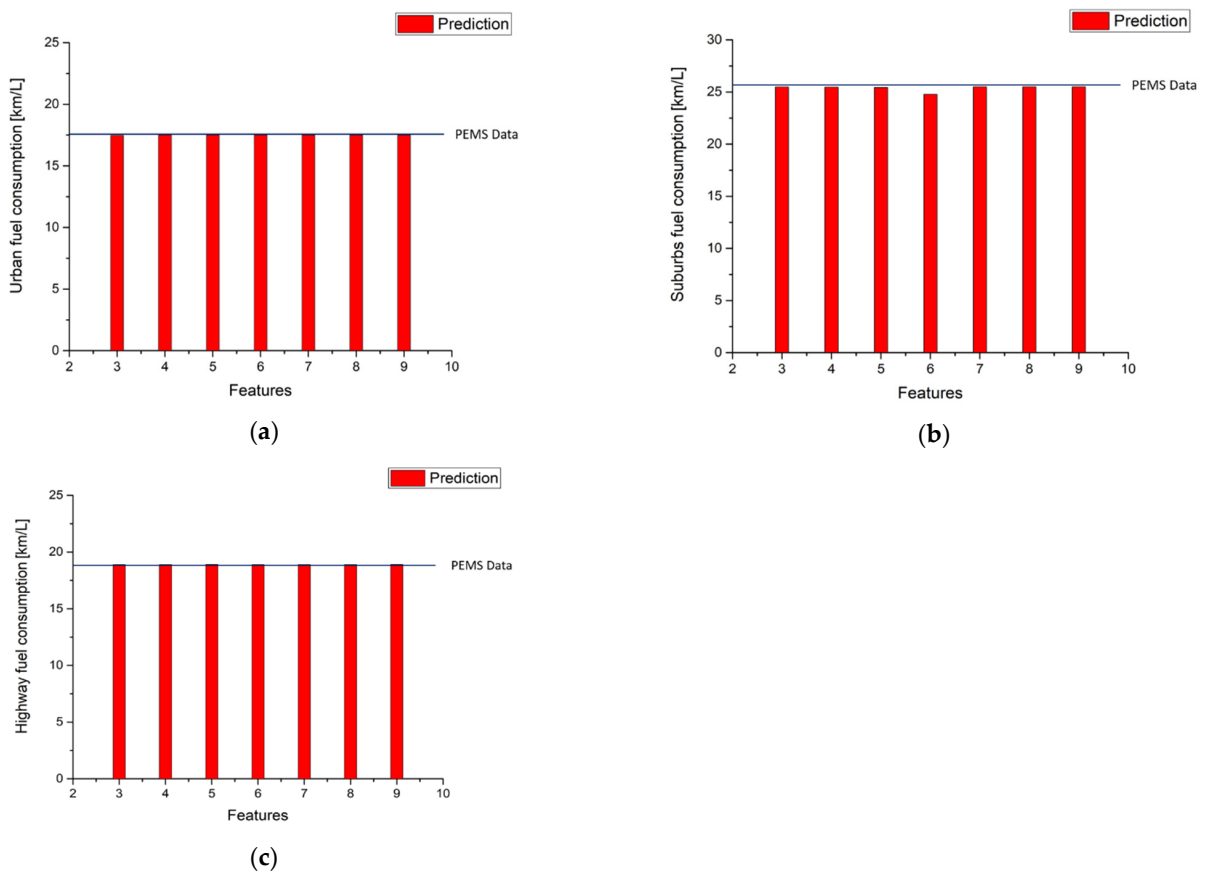 Prediction
25
20
15
10
5
0
Urban fuel consumption [km/L]
PEMS Data
2 3 4 5 6 7 8 9 10
Features
(a)
Prediction
30
25
20
15
10
5
0
Suburbs fuel consumption [km/L]
PEMS Data
2 3 4 5 6 7 8 9 10
Features
(b)
Prediction
25
20
15
10
5
0
Highway fuel consumption [km/L]
PEMS Data
2 3 4 5 6 7 8 9 10
Features
(c)